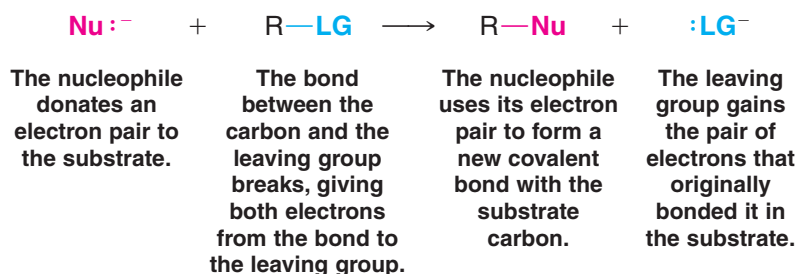 Nu:⁻ + R—LG ⟶ R—Nu + :LG⁻
The nucleophile
donates an
electron pair to
the substrate.
The bond
between the
carbon and the
leaving group
breaks, giving
both electrons
from the bond to
the leaving group.
The nucleophile
uses its electron
pair to form a
new covalent
bond with the
substrate
carbon.
The leaving
group gains
the pair of
electrons that
originally
bonded it in
the substrate.